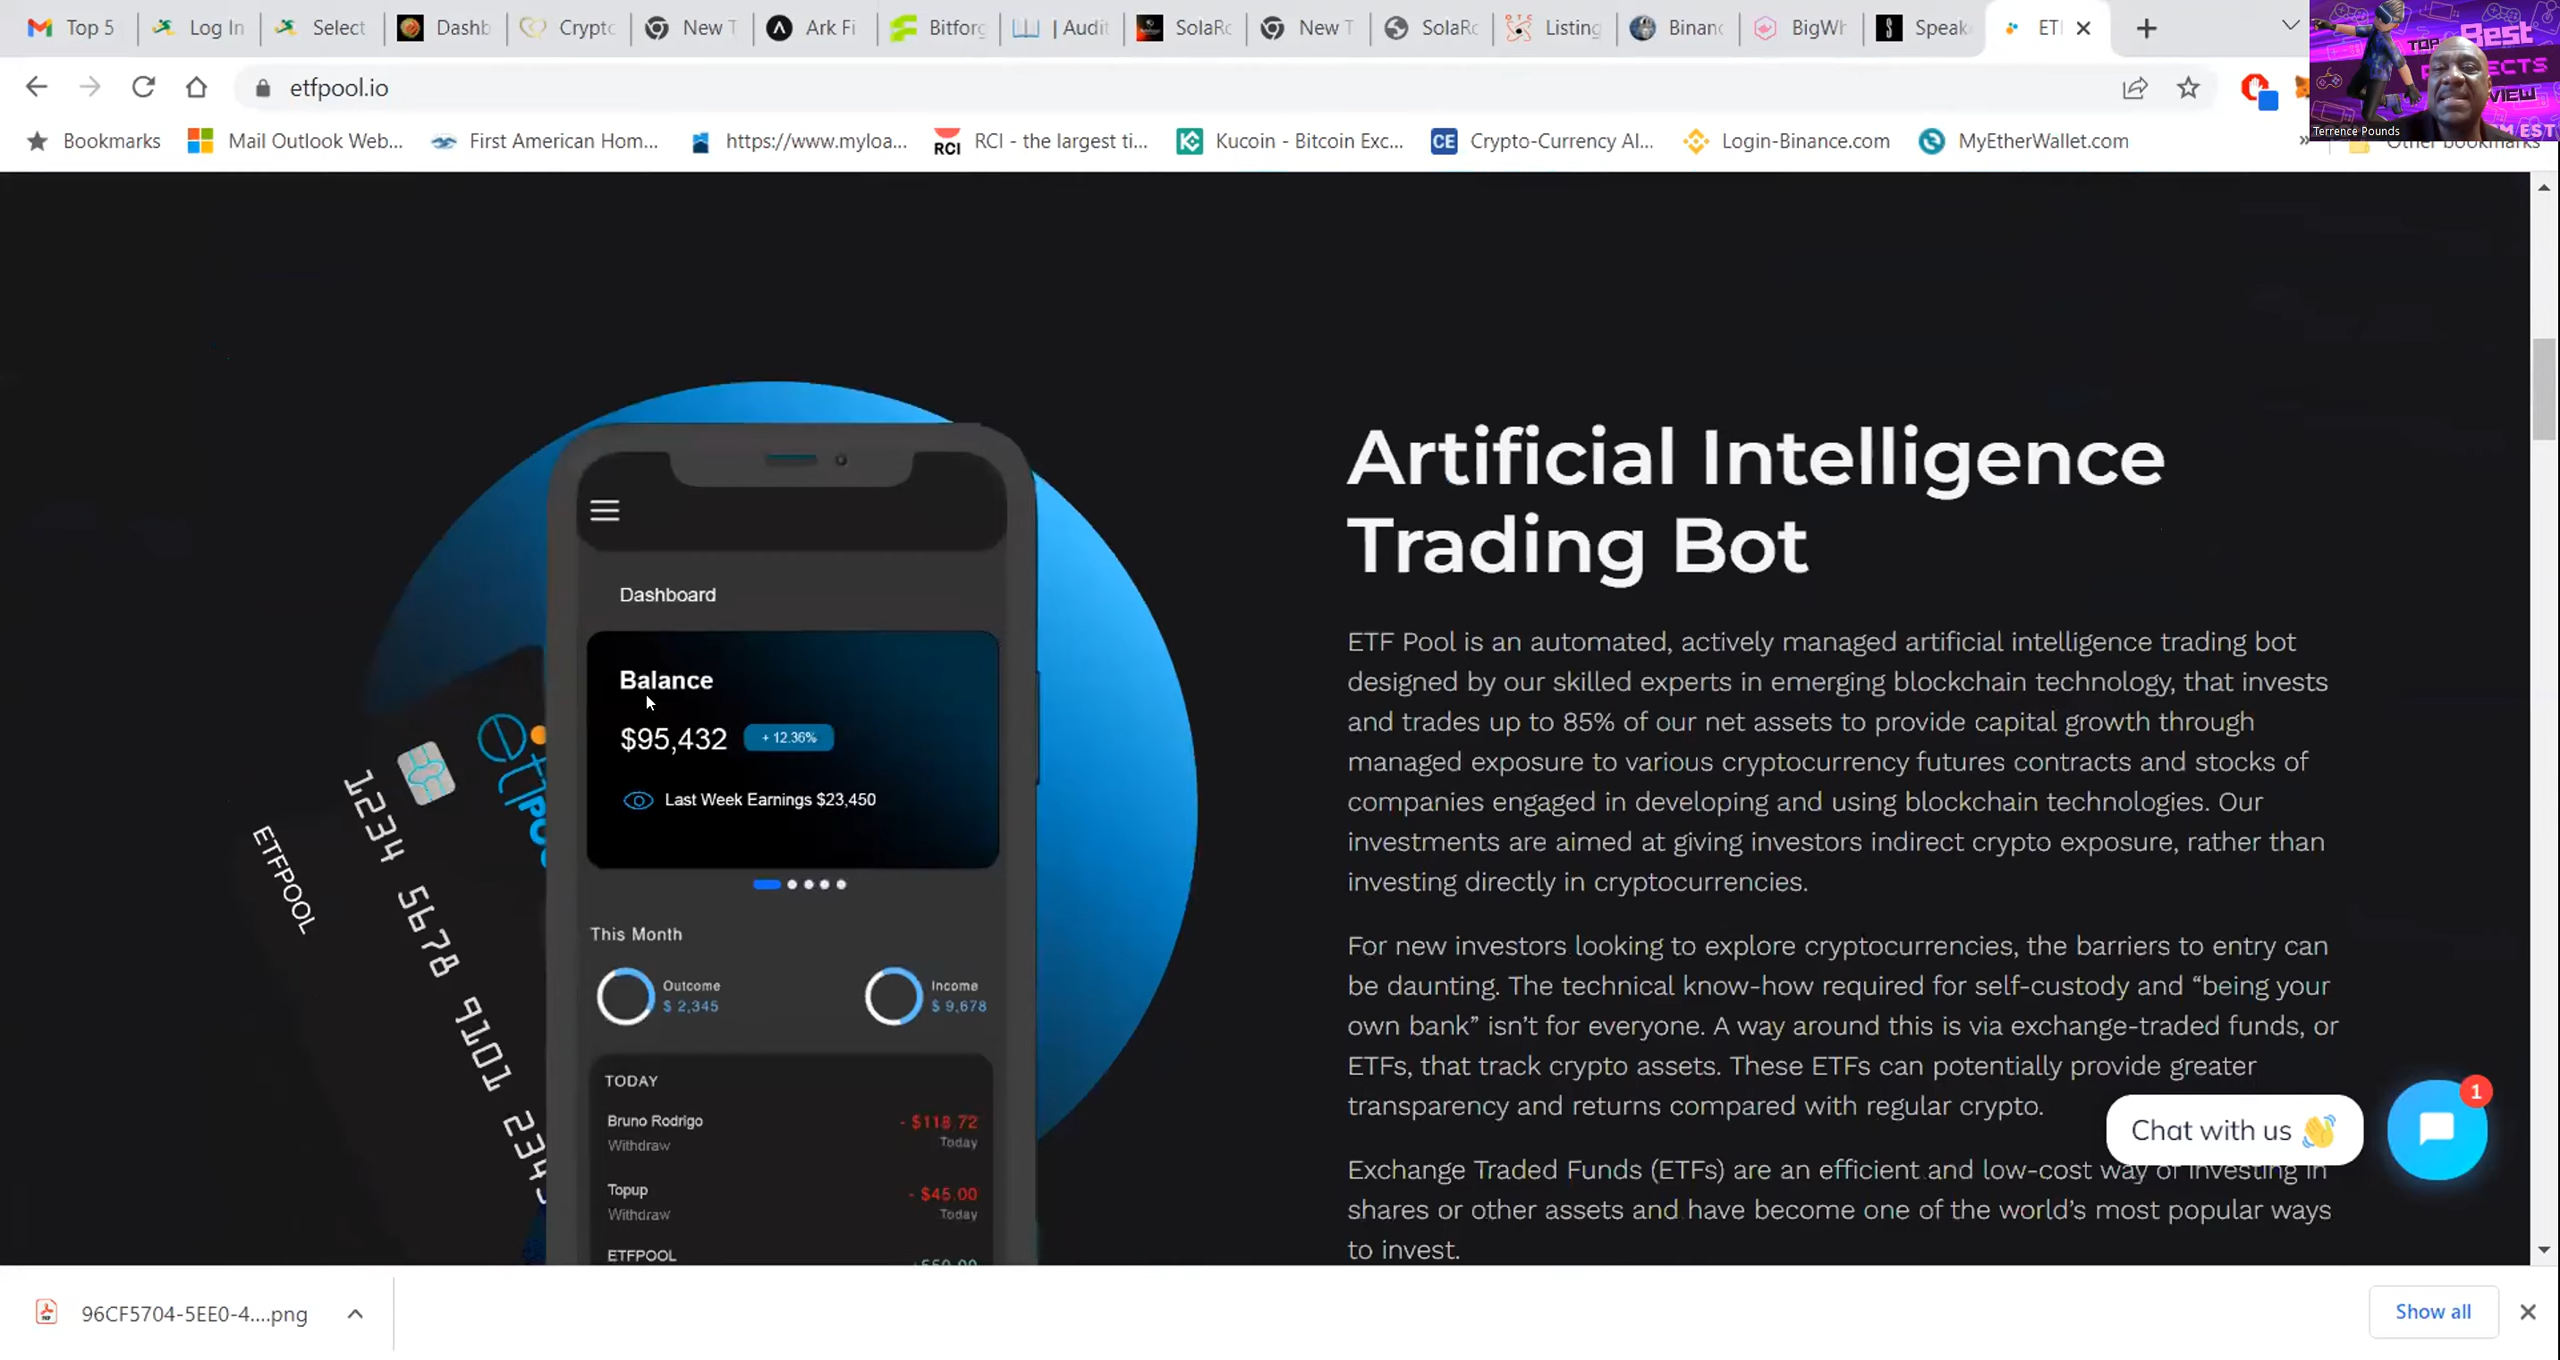 Top 5
Log In
Select
Dashb
Crypto
New T
Ark Fi
Bitforg
| Audit
SolaRo
New T
SolaRo
Listing
Binanc
BigWh
Speak
ET
etfpool.io
Bookmarks
Mail Outlook Web...
First American Hom...
https://www.myloa...
RCI
RCI - the largest ti...
Kucoin - Bitcoin Exc...
CE
Crypto-Currency Al...
Login-Binance.com
MyEtherWallet.com
»
Other bookmarks
TOP Best
VIEW
Terrence Pounds
Dashboard
Balance
$95,432
+ 12.36%
Last Week Earnings $23,450
This Month
Outcome
$ 2,345
Income
$ 9,678
TODAY
Bruno Rodrigo
- $118,72
Withdraw
Today
Topup
- $45.00
Withdraw
Today
ETFPOOL
ETFPOOL
1234 5678 9101 234
Artificial Intelligence
Trading Bot
ETF Pool is an automated, actively managed artificial intelligence trading bot
designed by our skilled experts in emerging blockchain technology, that invests
and trades up to 85% of our net assets to provide capital growth through
managed exposure to various cryptocurrency futures contracts and stocks of
companies engaged in developing and using blockchain technologies. Our
investments are aimed at giving investors indirect crypto exposure, rather than
investing directly in cryptocurrencies.
For new investors looking to explore cryptocurrencies, the barriers to entry can
be daunting. The technical know-how required for self-custody and “being your
own bank” isn’t for everyone. A way around this is via exchange-traded funds, or
ETFs, that track crypto assets. These ETFs can potentially provide greater
transparency and returns compared with regular crypto.
Exchange Traded Funds (ETFs) are an efficient and low-cost way of investing in
shares or other assets and have become one of the world’s most popular ways
to invest.
Chat with us 👋
1
96CF5704-5EE0-4....png
Show all